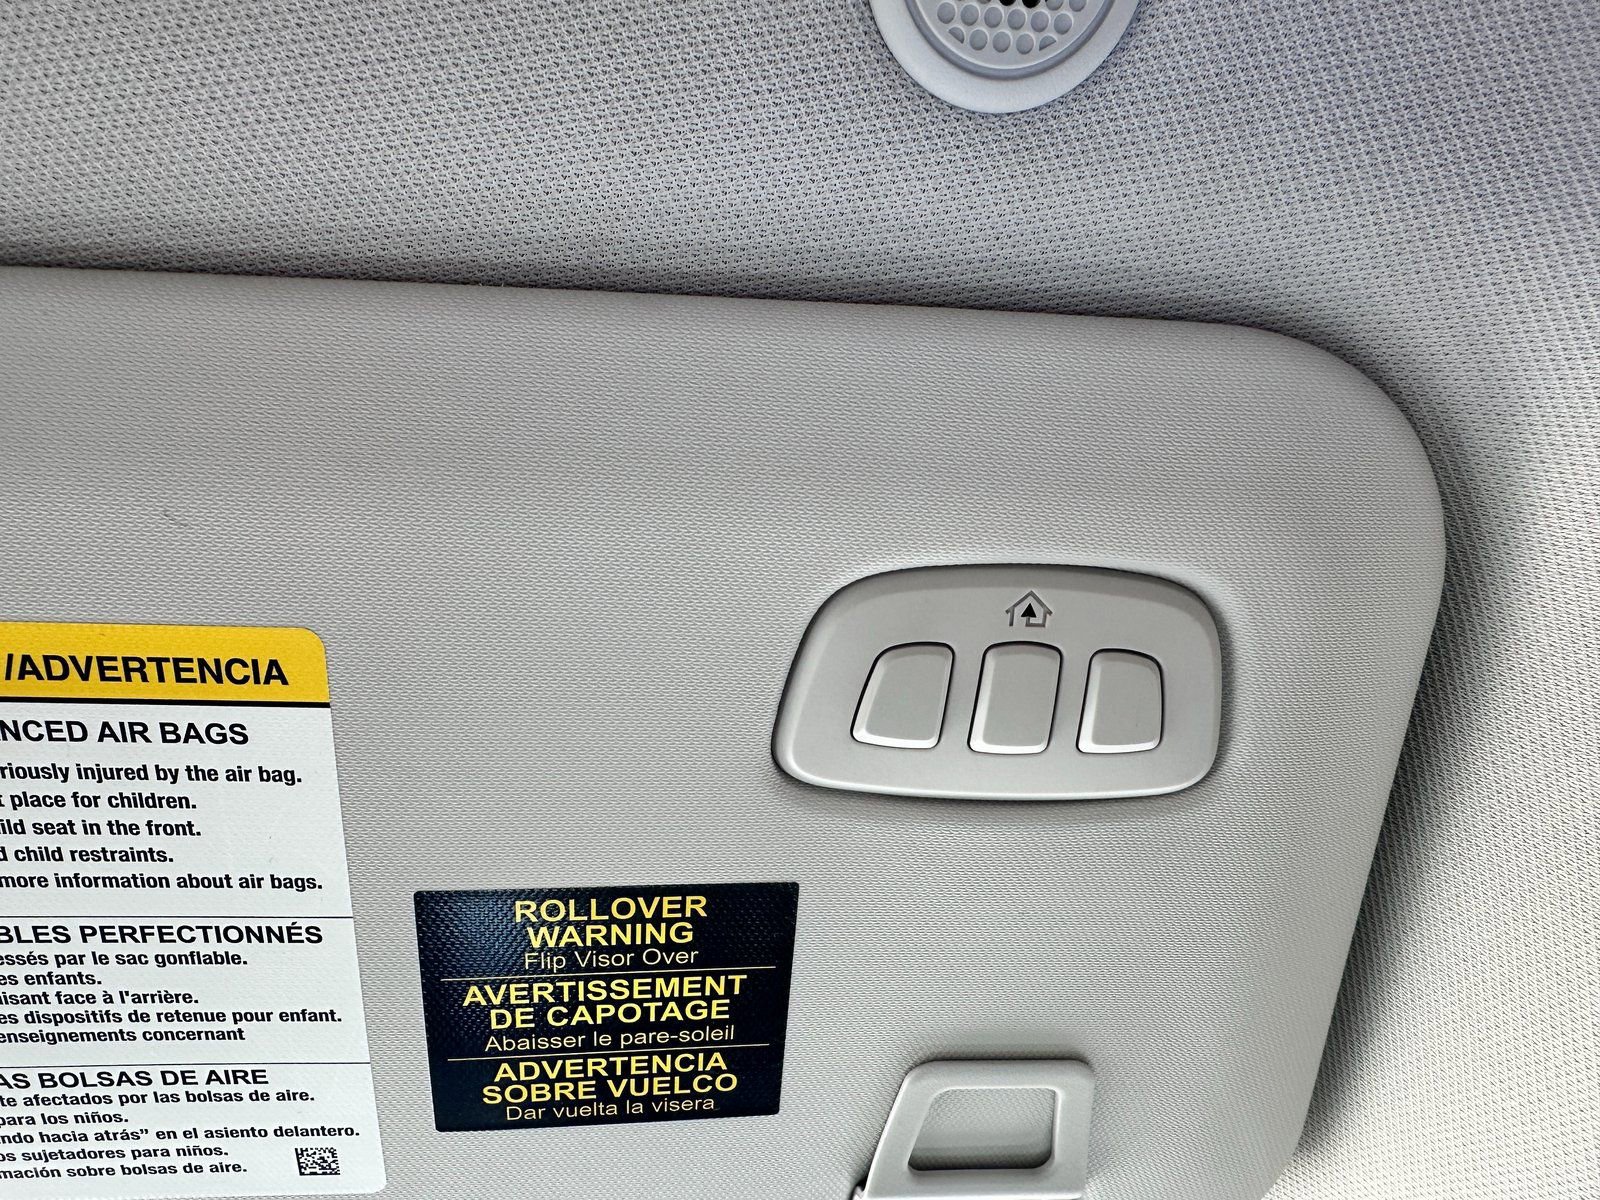 /ADVERTENCIA
NCED AIR BAGS
riously injured by the air bag.
place for children.
ild seat in the front.
d child restraints.
more information about air bags.
BLES PERFECTIONNÉS
essés par le sac gonflable.
es enfants.
isant face à l'arrière.
es dispositifs de retenue pour enfant.
enseignements concernant
AS BOLSAS DE AIRE
te afectados por las bolsas de aire.
para los niños.
ndo hacia atrás” en el asiento delantero.
os sujetadores para niños.
mación sobre bolsas de aire.
ROLLOVER
WARNING
Flip Visor Over
AVERTISSEMENT
DE CAPOTAGE
Abaisser le pare-soleil
ADVERTENCIA
SOBRE VUELCO
Dar vuelta la visera